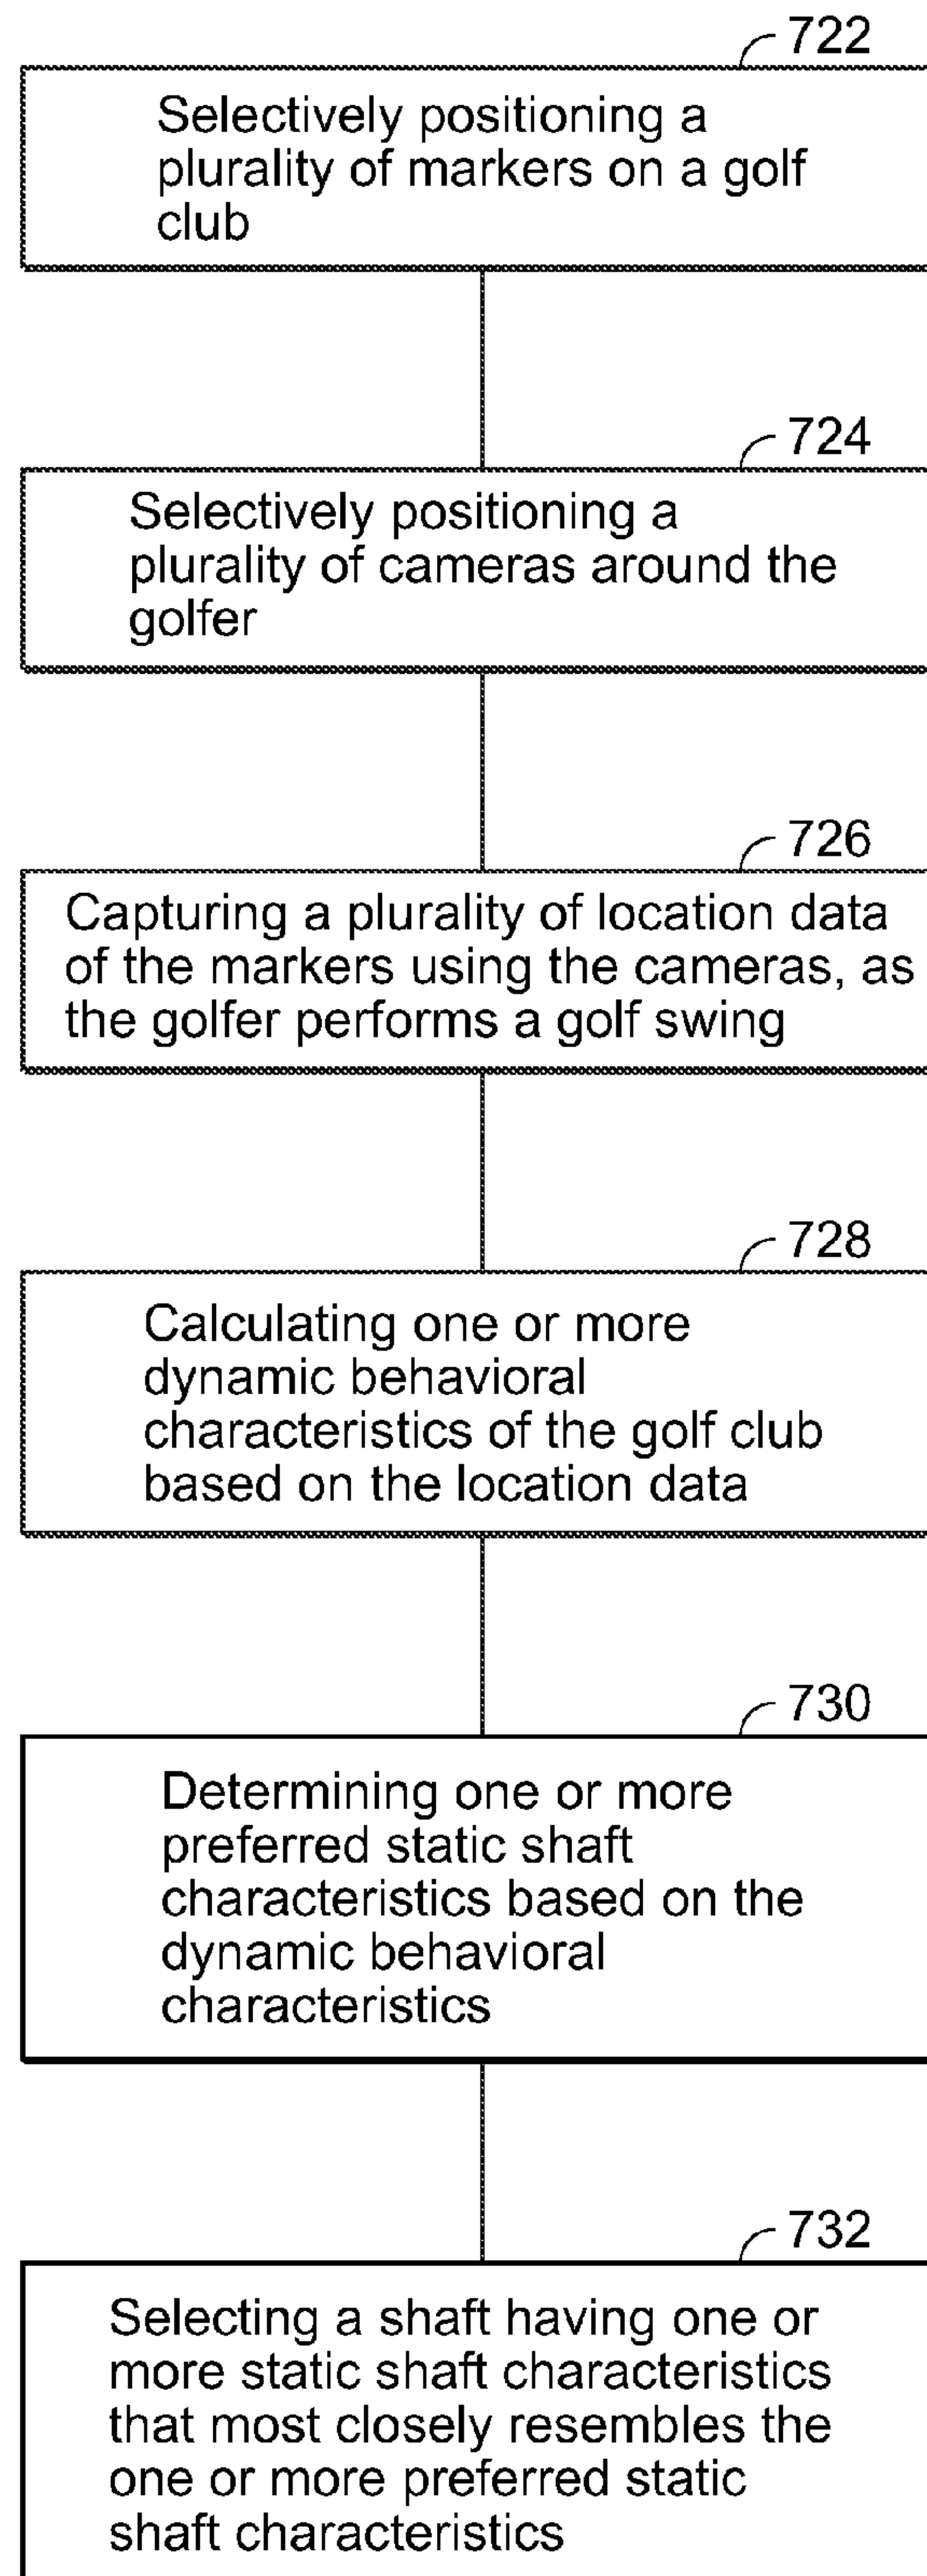 722
Selectively positioning a
plurality of markers on a golf
club
724
Selectively positioning a
plurality of cameras around the
golfer
726
Capturing a plurality of location data
of the markers using the cameras, as
the golfer performs a golf swing
728
Calculating one or more
dynamic behavioral
characteristics of the golf club
based on the location data
730
Determining one or more
preferred static shaft
characteristics based on the
dynamic behavioral
characteristics
732
Selecting a shaft having one or
more static shaft characteristics
that most closely resembles the
one or more preferred static
shaft characteristics